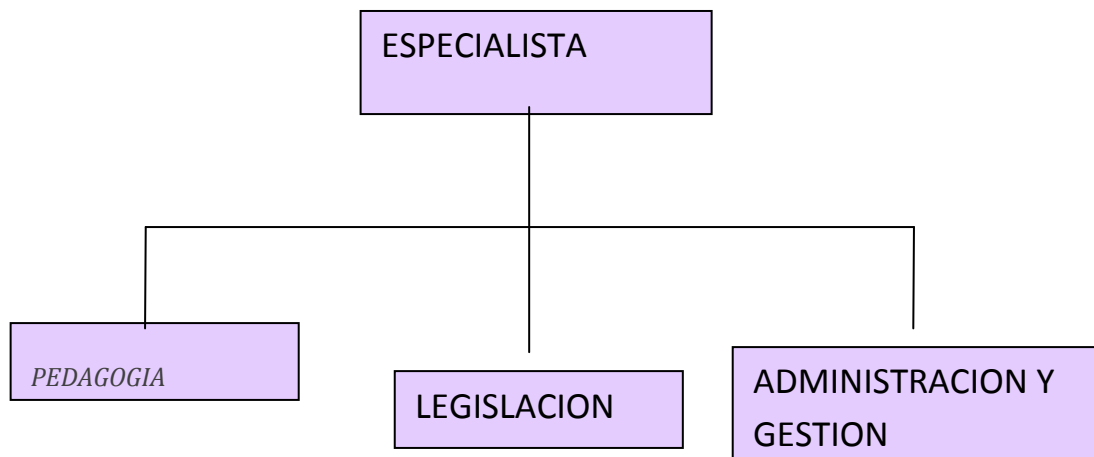 ESPECIALISTA
PEDAGOGIA
LEGISLACION
ADMINISTRACION Y
GESTION